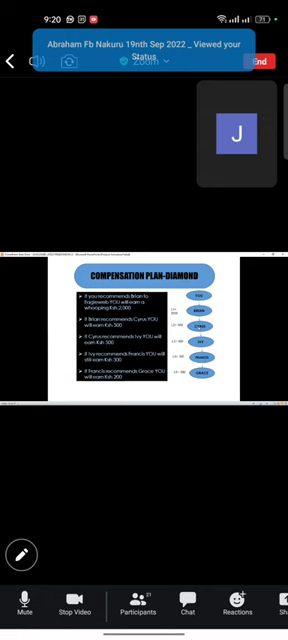 9:20
71
Abraham Fb Nakuru 19nth Sep 2022 _ Viewed your
Status
Zoom
End
J
COMPENSATION PLAN-DIAMOND
If you recommends Brian to
Eagleweb YOU will earn a
whooping Ksh.2,000
If Brian recommends Cyrus YOU
will earn Ksh 500
If Cyrus recommends Ivy YOU will
earn Ksh 500
If Ivy recommends Francis YOU will
still earn Ksh 300
If Francis recommends Grace YOU
will earn Ksh 200
YOU
BRIAN
CYRUS
IVY
FRANCIS
GRACE
21
Mute
Stop Video
Participants
Chat
Reactions